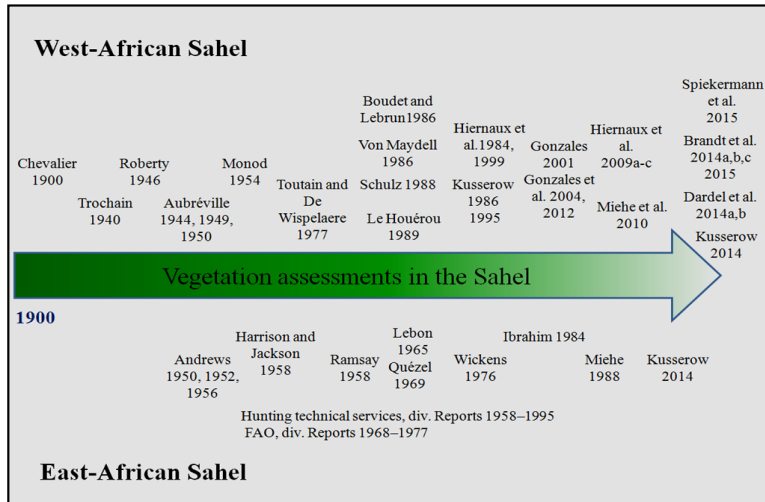 West-African Sahel
Chevalier
1900
Trochain
1940
Roberty
1946
Aubréville
1944, 1949,
1950
Monod
1954
Toutain and
De
Wispelaere
1977
Boudet and
Lebrun1986
Von Maydell
1986
Schulz 1988
Le Houérou
1989
Hiernaux et
al.1984,
1999
Kusserow
1986
1995
Gonzales
2001
Gonzales et
al. 2004,
2012
Hiernaux et
al.
2009a-c
Miehe et al.
2010
Spiekermann
et al.
2015
Brandt et al.
2014a,b,c
2015
Dardel et al.
2014a,b
Kusserow
2014
Vegetation assessments in the Sahel
1900
Andrews
1950, 1952,
1956
Harrison and
Jackson
1958
Ramsay
1958
Lebon
1965
Quézel
1969
Wickens
1976
Ibrahim 1984
Miehe
1988
Kusserow
2014
Hunting technical services, div. Reports 1958–1995
FAO, div. Reports 1968–1977
East-African Sahel